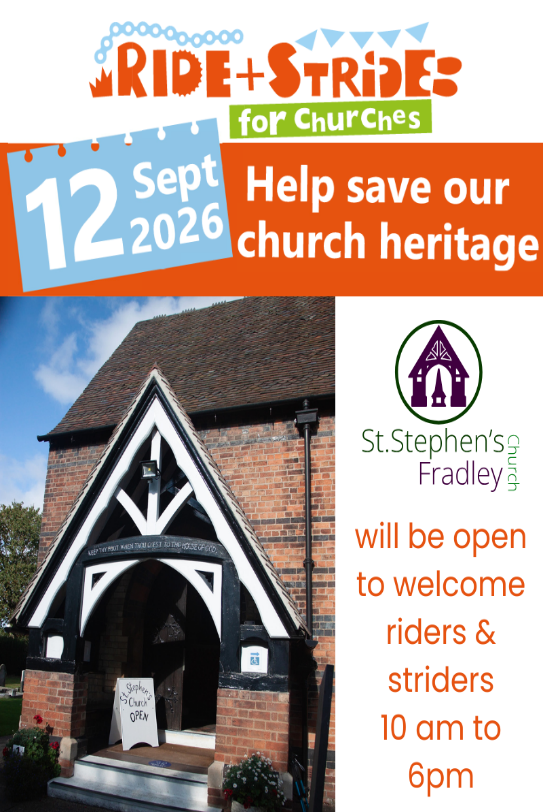 RIDE+STRIDE
for Churches
12 Sept 2026
Help save our
church heritage
St.Stephen's Church
Fradley
will be open
to welcome
riders &
striders
10 am to
6pm
KEEP THY FOOT WHEN THOU GOEST TO THE HOUSE OF GOD
St Stephen's
Church
OPEN